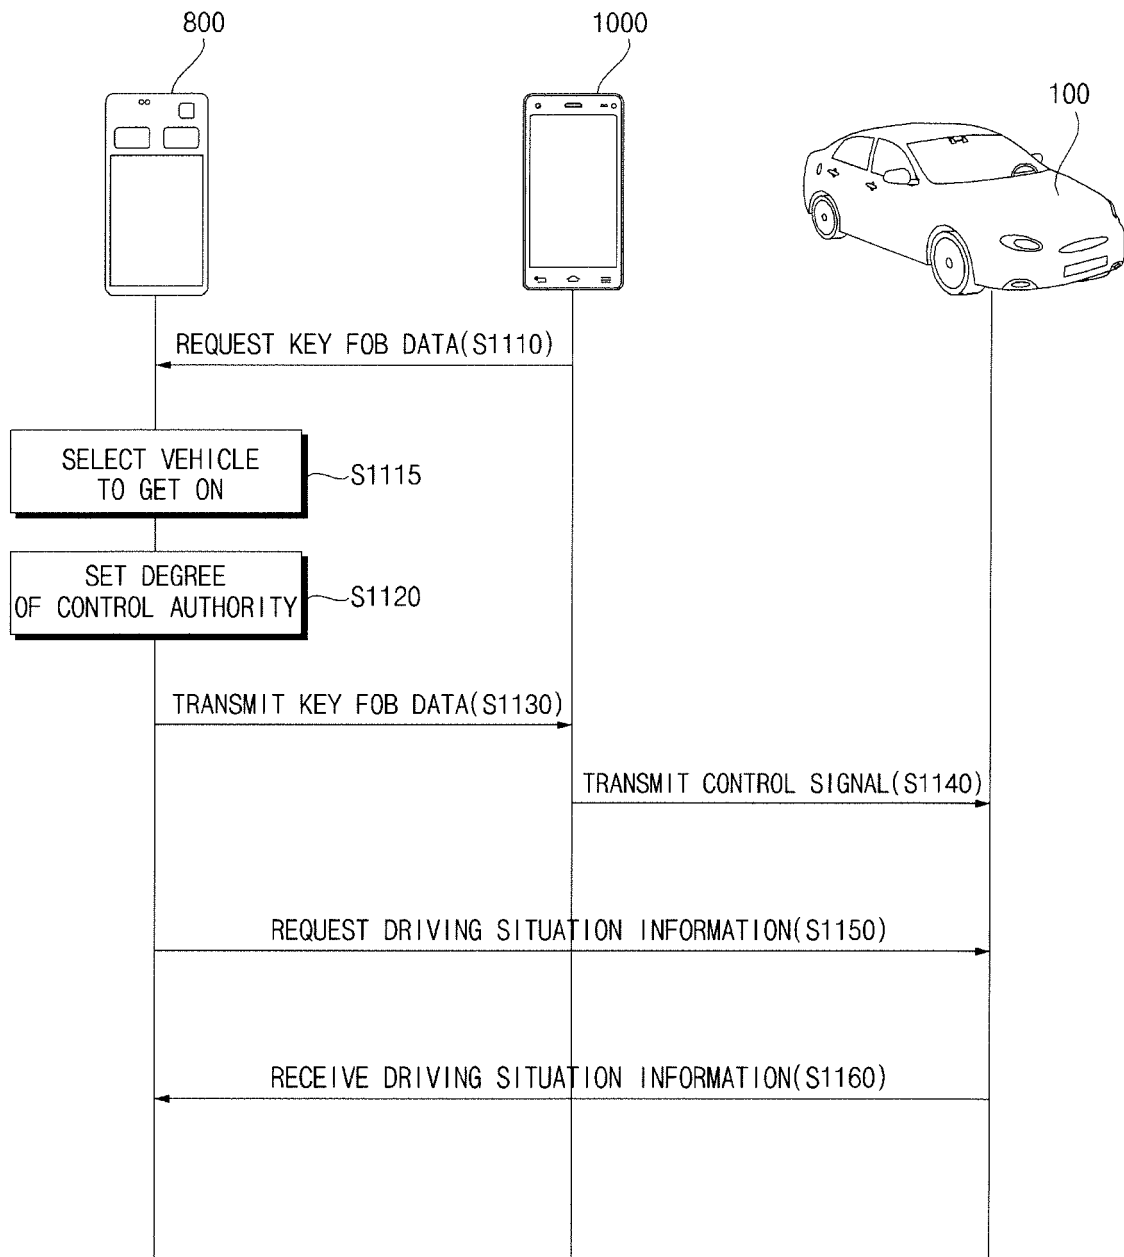 800
1000
100
REQUEST KEY FOB DATA(S1110)
SELECT VEHICLE
TO GET ON
S1115
SET DEGREE
OF CONTROL AUTHORITY
S1120
TRANSMIT KEY FOB DATA(S1130)
TRANSMIT CONTROL SIGNAL(S1140)
REQUEST DRIVING SITUATION INFORMATION(S1150)
RECEIVE DRIVING SITUATION INFORMATION(S1160)